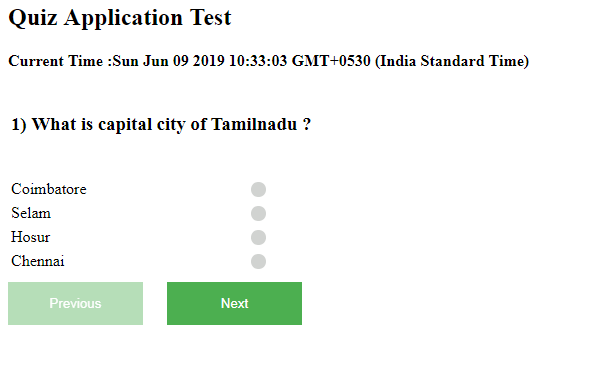 Quiz Application Test
Current Time :Sun Jun 09 2019 10:33:03 GMT+0530 (India Standard Time)
1) What is capital city of Tamilnadu ?
Coimbatore
Selam
Hosur
Chennai
Previous Next